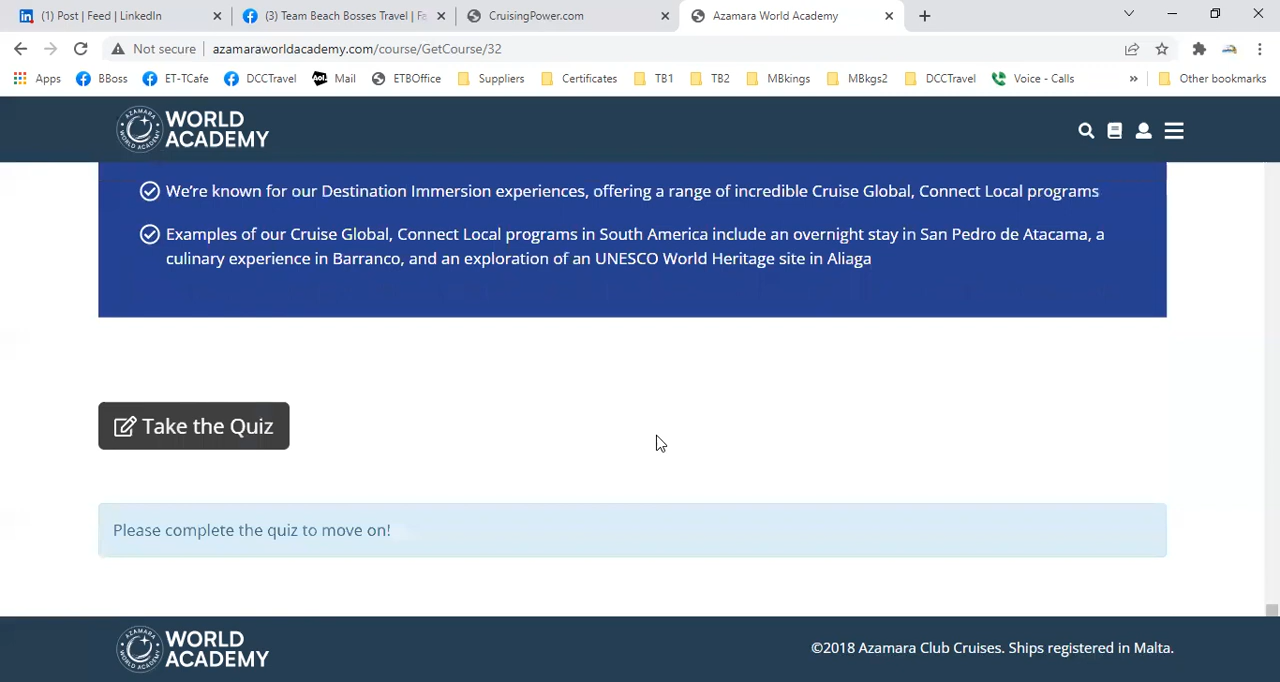 (1) Post | Feed | LinkedIn
(3) Team Beach Bosses Travel | Fa
CruisingPower.com
Azamara World Academy
Not secure
azamaraworldacademy.com/course/GetCourse/32
Apps
BBoss
ET-TCafe
DCCTravel
Aol.
Mail
ETBOffice
Suppliers
Certificates
TB1
TB2
MBkings
MBkgs2
DCCTravel
Voice - Calls
»
Other bookmarks
WORLD
ACADEMY
We're known for our Destination Immersion experiences, offering a range of incredible Cruise Global, Connect Local programs
Examples of our Cruise Global, Connect Local programs in South America include an overnight stay in San Pedro de Atacama, a
culinary experience in Barranco, and an exploration of an UNESCO World Heritage site in Aliaga
Take the Quiz
Please complete the quiz to move on!
WORLD
ACADEMY
©2018 Azamara Club Cruises. Ships registered in Malta.